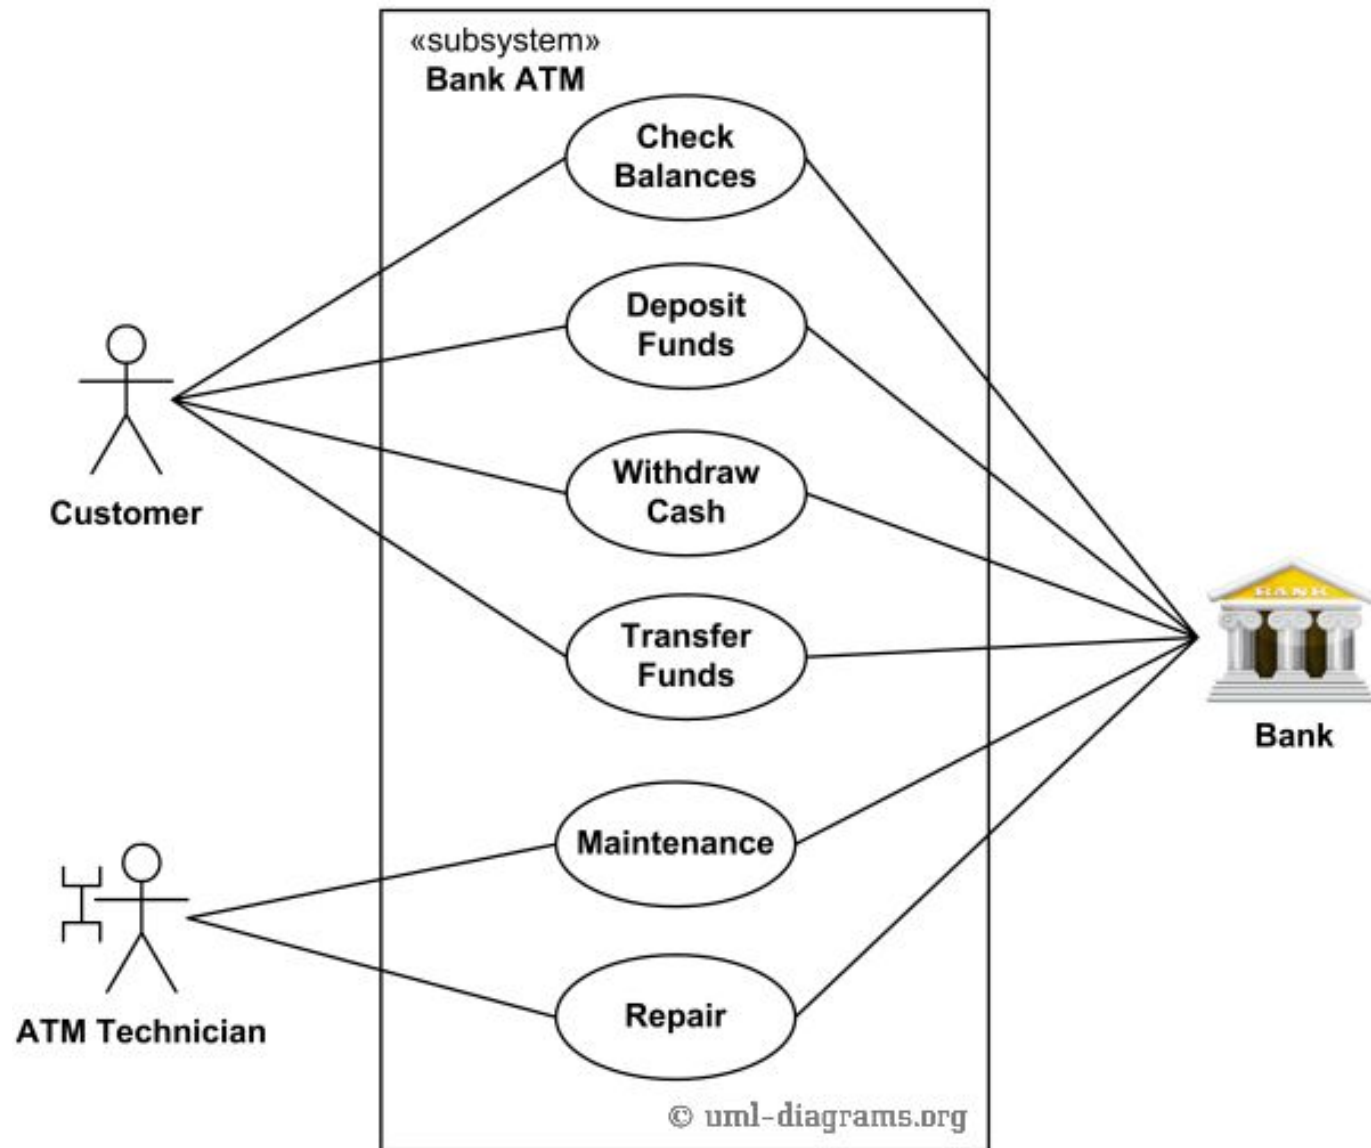 «subsystem»
Bank ATM
Check
Balances
Deposit
Funds
Withdraw
Cash
Customer
Transfer
Funds
BANK
Bank
Maintenance
ATM Technician
Repair
© uml-diagrams.org